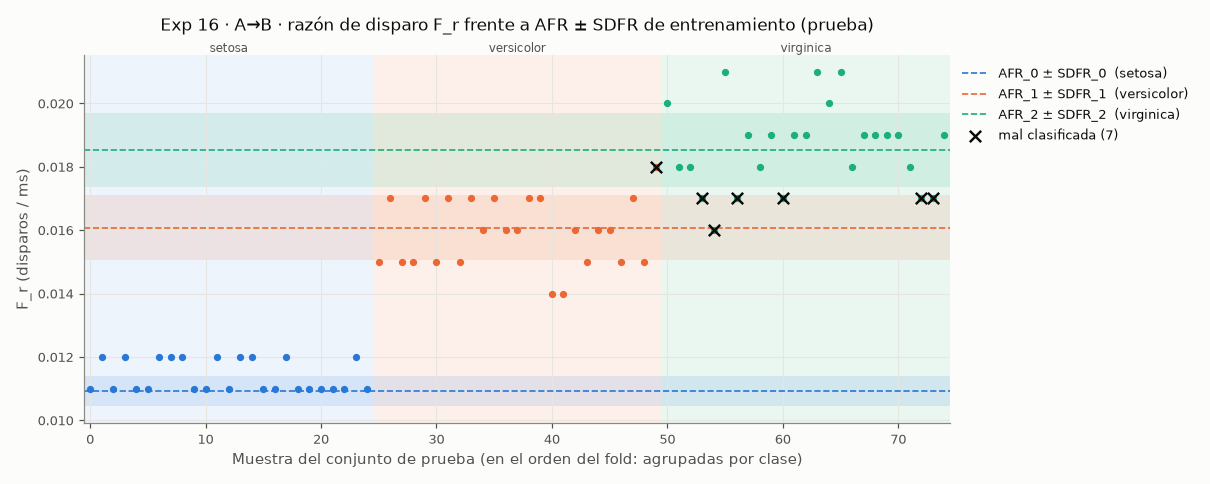 Exp 16 · A→B · razón de disparo F_r frente a AFR ± SDFR de entrenamiento (prueba)
setosa
versicolor
virginica
AFR_0 ± SDFR_0 (setosa)
AFR_1 ± SDFR_1 (versicolor)
AFR_2 ± SDFR_2 (virginica)
mal clasificada (7)
F_r (disparos / ms)
0.020
0.018
0.016
0.014
0.012
0.010
0
10
20
30
40
50
60
70
Muestra del conjunto de prueba (en el orden del fold: agrupadas por clase)